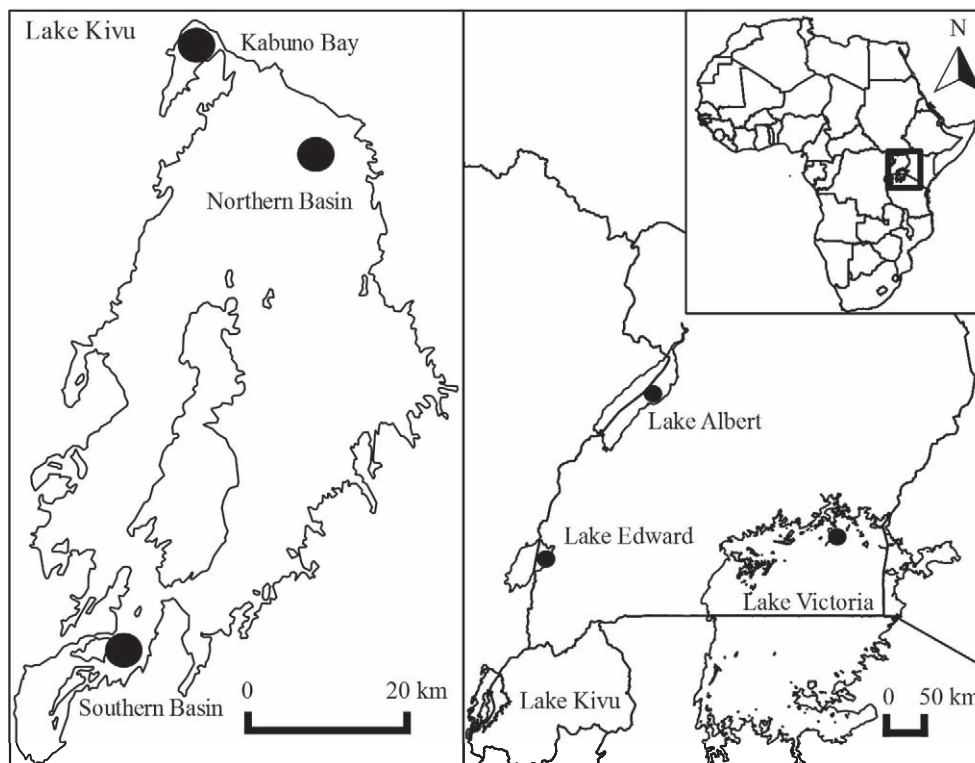 Lake Kivu
Kabuno Bay
Northern Basin
Southern Basin
0
20 km
N
Lake Albert
Lake Edward
Lake Victoria
Lake Kivu
0
50 km